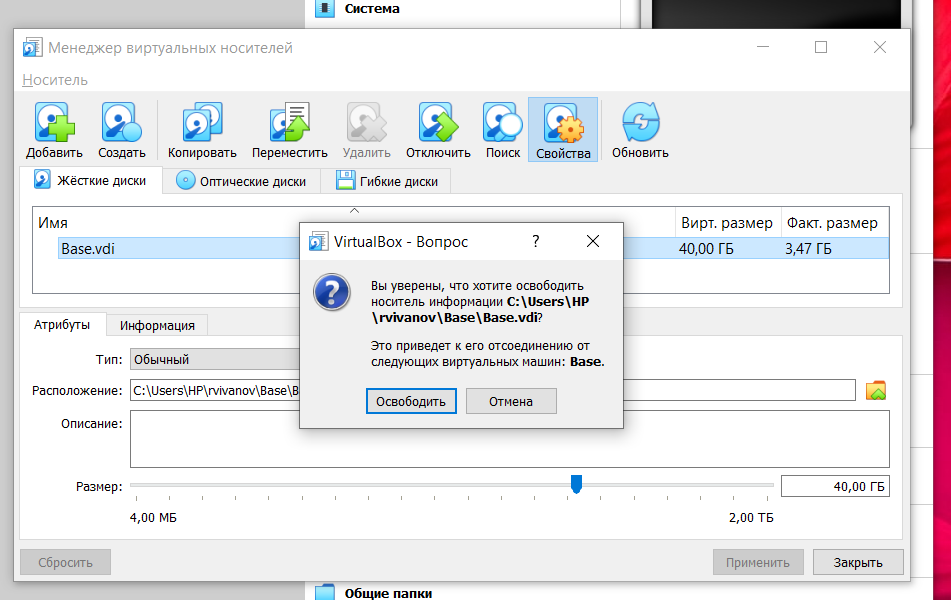 Система
Менеджер виртуальных носителей
Носитель
Добавить Создать Копировать Переместить Удалить Отключить Поиск Свойства Обновить
Жёсткие диски Оптические диски Гибкие диски
Имя Вирт. размер Факт. размер
Base.vdi 40,00 ГБ 3,47 ГБ
VirtualBox - Вопрос ?
Вы уверены, что хотите освободить
носитель информации C:\Users\HP
\rvivanov\Base\Base.vdi?
Это приведет к его отсоединению от
следующих виртуальных машин: Base.
Освободить Отмена
Атрибуты Информация
Тип: Обычный
Расположение: C:\Users\HP\rvivanov\Base\B
Описание:
Размер: 40,00 ГБ
4,00 МБ 2,00 ТБ
Сбросить Применить Закрыть
Общие папки